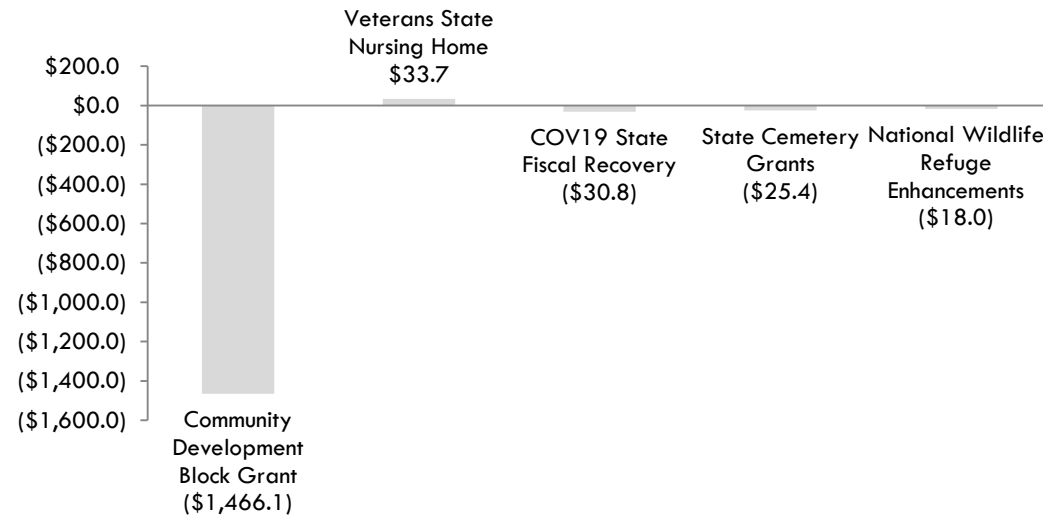 $200.0
$0.0
($200.0)
($400.0)
($600.0)
($800.0)
($1,000.0)
($1,200.0)
($1,400.0)
($1,600.0)
Community
Development
Block Grant
($1,466.1)
Veterans State
Nursing Home
$33.7
COV19 State
Fiscal Recovery
($30.8)
State Cemetery
Grants
($25.4)
National Wildlife
Refuge
Enhancements
($18.0)